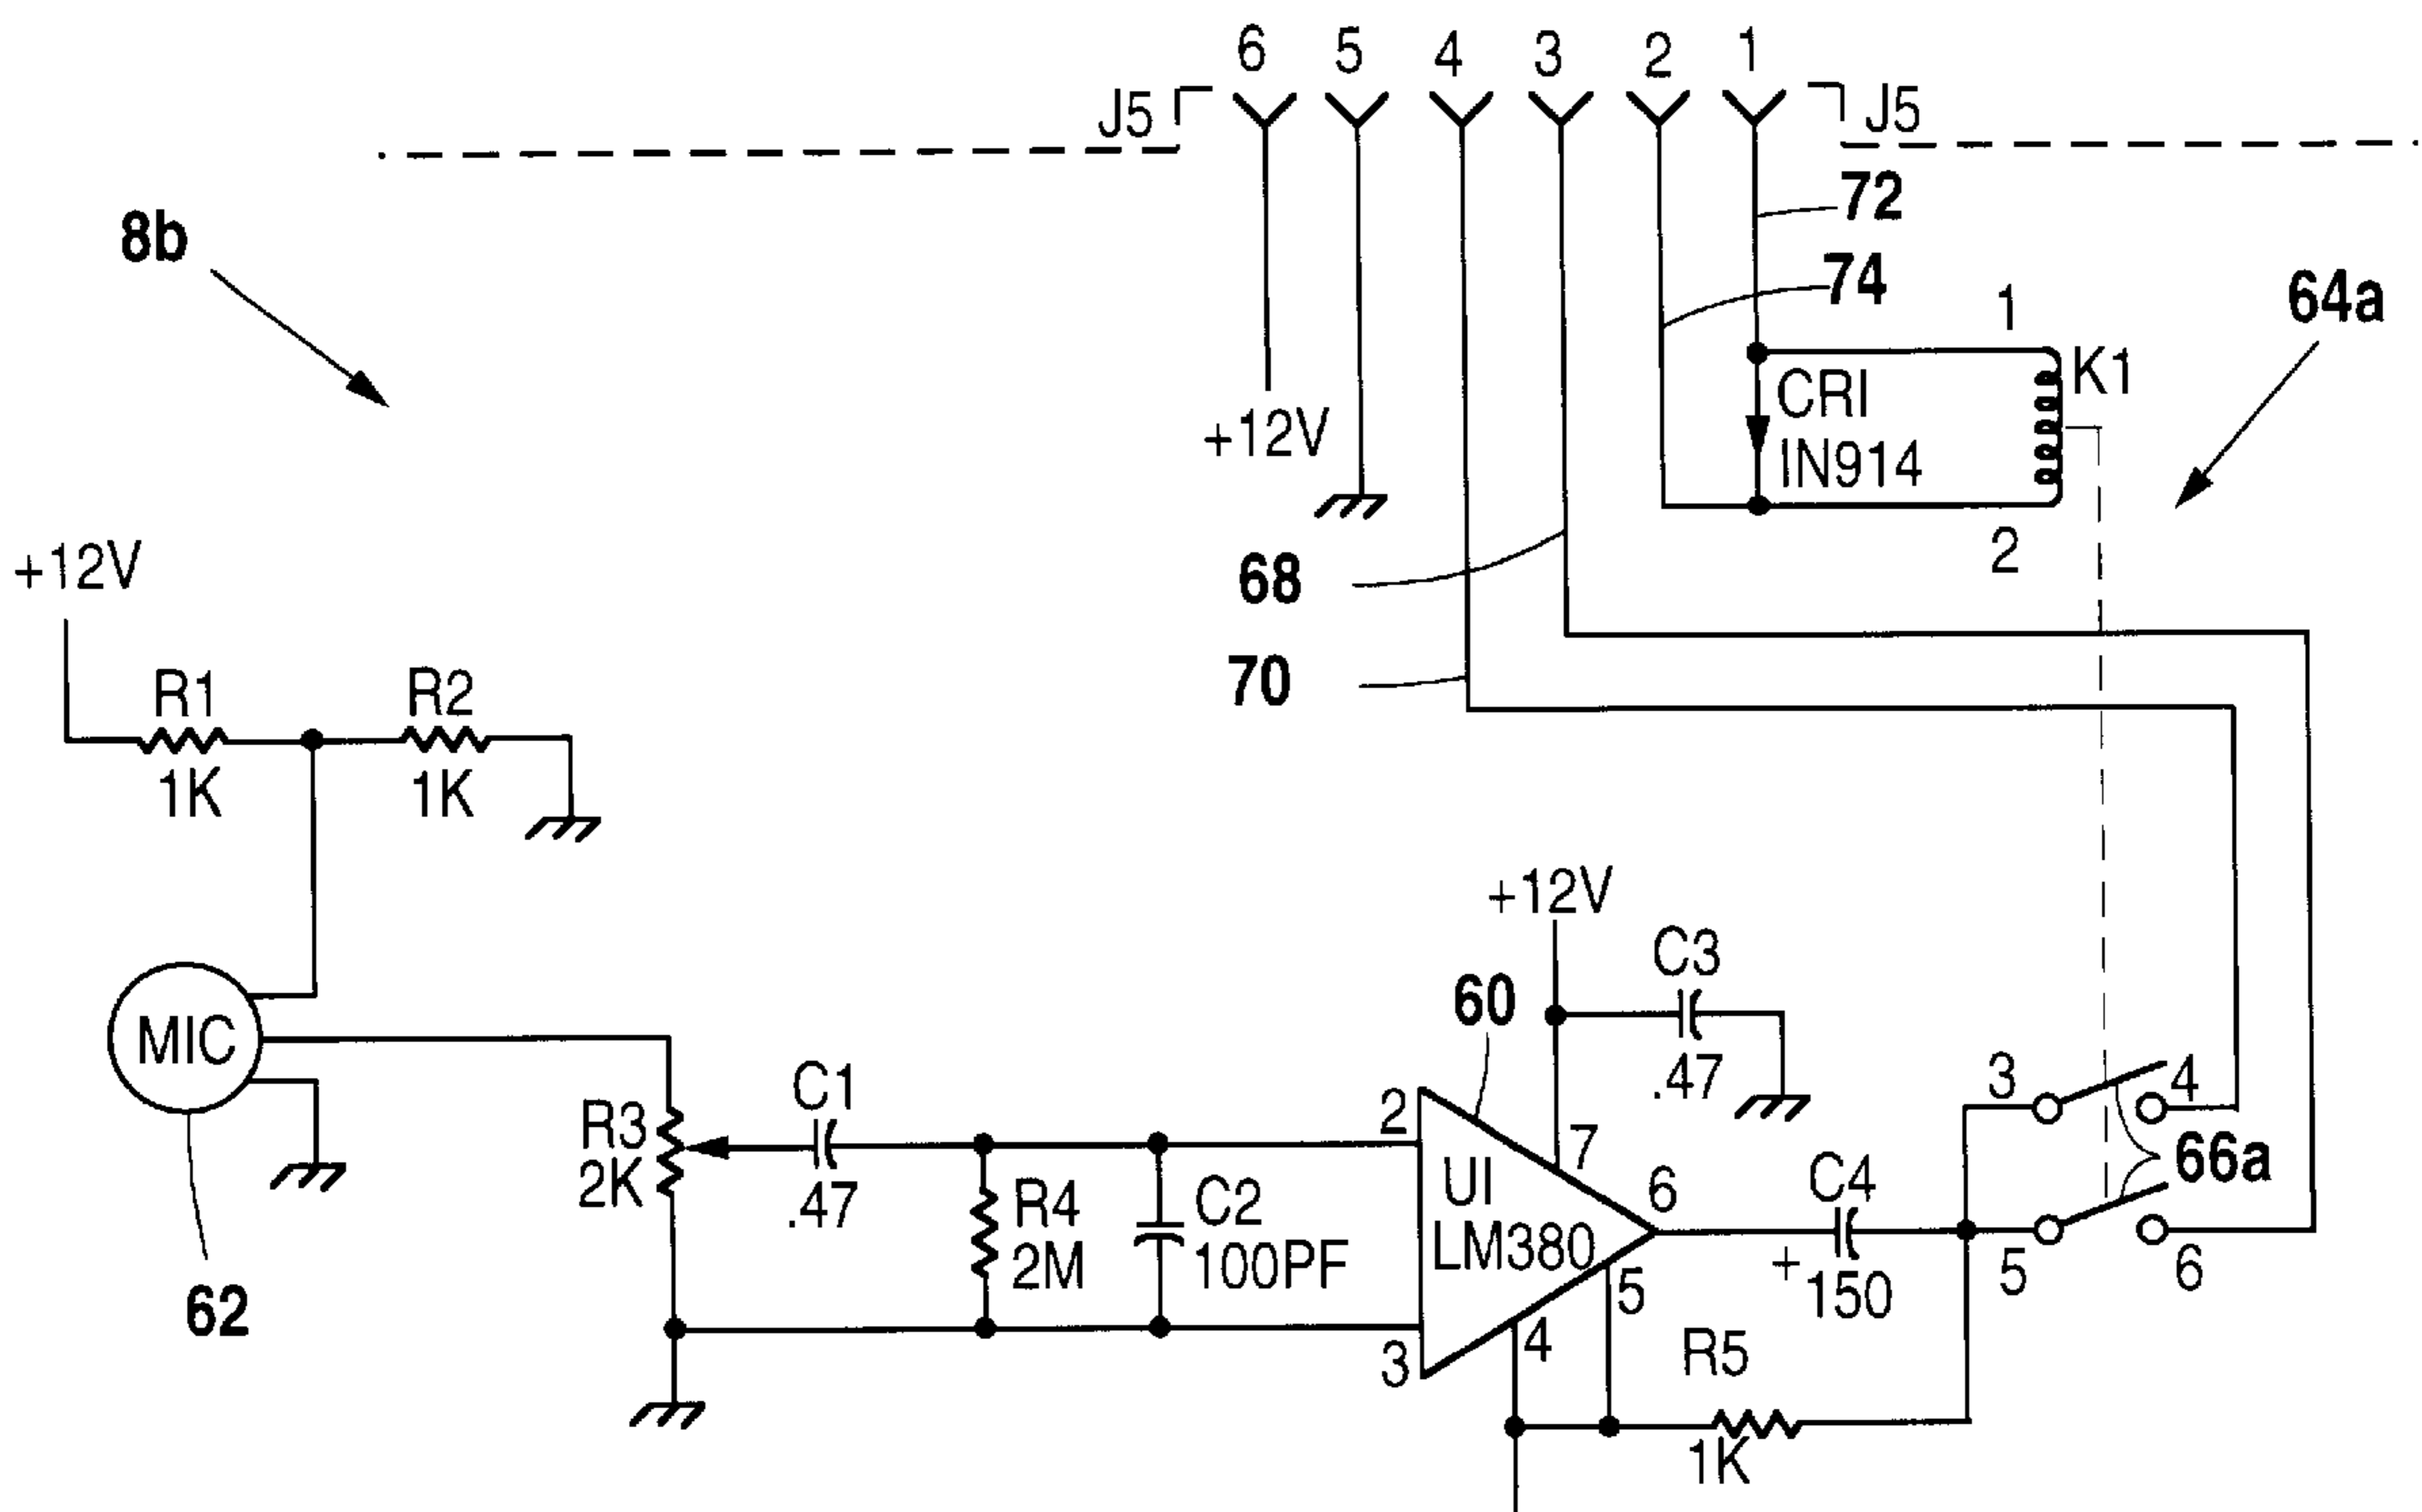 6 5 4 3 2 1
J5 J5
72
8b
74
64a
1
K1
CRI
+12V
IN914
2
+12V
68
70
R1 R2
1K 1K
+12V
C3
60
.47
MIC
3 4
C1
2
R3
2K
7
66a
.47
R4
2M
C2
100PF
UI
LM380
6
C4
+150
5 6
62
5
3
4
R5
1K